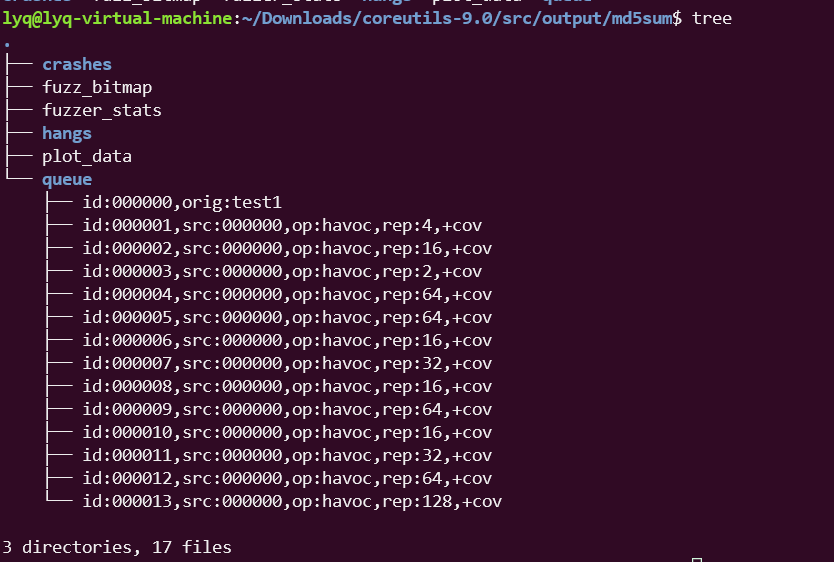 lyq@lyq-virtual-machine:~/Downloads/coreutils-9.0/src/output/md5sum$ tree
.
├── crashes
├── fuzz_bitmap
├── fuzzer_stats
├── hangs
├── plot_data
└── queue
    ├── id:000000,orig:test1
    ├── id:000001,src:000000,op:havoc,rep:4,+cov
    ├── id:000002,src:000000,op:havoc,rep:16,+cov
    ├── id:000003,src:000000,op:havoc,rep:2,+cov
    ├── id:000004,src:000000,op:havoc,rep:64,+cov
    ├── id:000005,src:000000,op:havoc,rep:64,+cov
    ├── id:000006,src:000000,op:havoc,rep:16,+cov
    ├── id:000007,src:000000,op:havoc,rep:32,+cov
    ├── id:000008,src:000000,op:havoc,rep:16,+cov
    ├── id:000009,src:000000,op:havoc,rep:64,+cov
    ├── id:000010,src:000000,op:havoc,rep:16,+cov
    ├── id:000011,src:000000,op:havoc,rep:32,+cov
    ├── id:000012,src:000000,op:havoc,rep:64,+cov
    └── id:000013,src:000000,op:havoc,rep:128,+cov
3 directories, 17 files